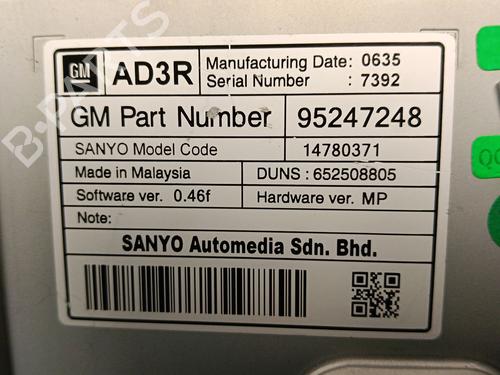 GM
AD3R
Manufacturing Date: 0635
Serial Number : 7392
GM Part Number 95247248
SANYO Model Code 14780371
Made in Malaysia DUNS : 652508805
Software ver. 0.46f Hardware ver. MP
Note:
SANYO Automedia Sdn. Bhd.
B-PARTS